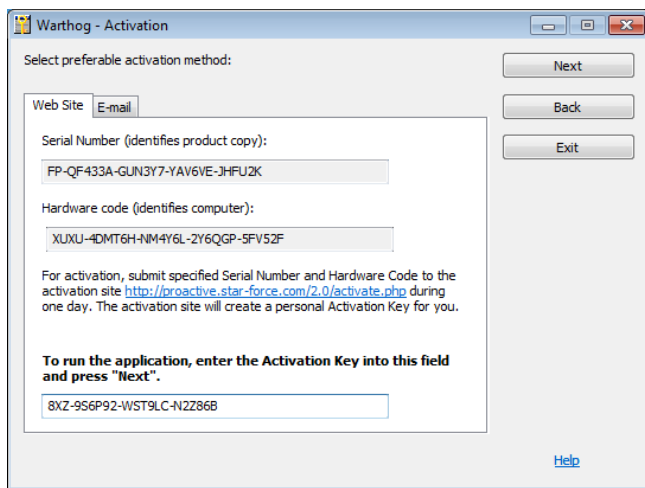 Warthog - Activation
Select preferable activation method:
Next
Web Site E-mail
Back
Serial Number (identifies product copy):
Exit
FP-QF433A-GUN3Y7-YAV6VE-JHFU2K
Hardware code (identifies computer):
XUXU-4DMT6H-NM4Y6L-2Y6QGP-5FV52F
For activation, submit specified Serial Number and Hardware Code to the
activation site http://proactive.star-force.com/2.0/activate.php during
one day. The activation site will create a personal Activation Key for you.
To run the application, enter the Activation Key into this field
and press "Next".
8XZ-9S6P92-WST9LC-N2Z86B
Help